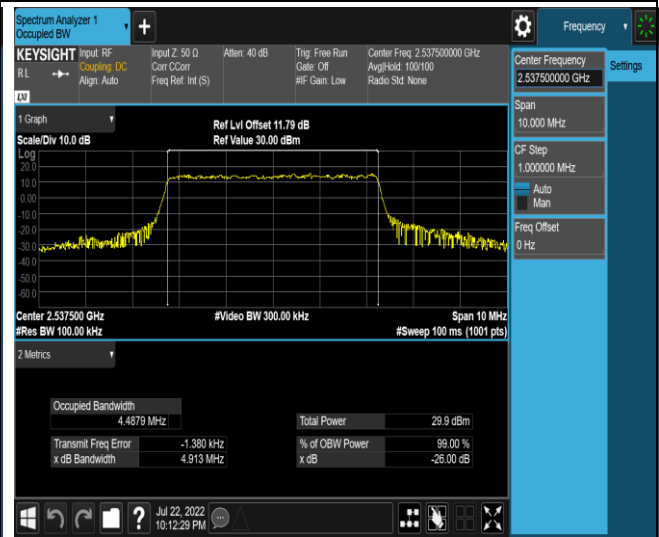 Spectrum Analyzer 1
Occupied BW
+
Frequency
KEYSIGHT
RL
LXI
Input: RF
Coupling: DC
Align: Auto
Input Z: 50 Ω
Corr CCorr
Freq Ref: Int (S)
Atten: 40 dB
Trig: Free Run
Gate: Off
#IF Gain: Low
Center Freq: 2.537500000 GHz
Avg|Hold: 100/100
Radio Std: None
1 Graph
Scale/Div 10.0 dB
Ref Lvl Offset 11.79 dB
Ref Value 30.00 dBm
Log
20.0
10.0
0.00
-10.0
-20.0
-30.0
-40.0
-50.0
-60.0
Center 2.537500 GHz
#Res BW 100.00 kHz
#Video BW 300.00 kHz
Span 10 MHz
#Sweep 100 ms (1001 pts)
2 Metrics
Occupied Bandwidth
4.4879 MHz
Transmit Freq Error -1.380 kHz
x dB Bandwidth 4.913 MHz
Total Power 29.9 dBm
% of OBW Power 99.00 %
x dB -26.00 dB
?
Jul 22, 2022
10:12:29 PM
Center Frequency
2.537500000 GHz
Span
10.000 MHz
CF Step
1.000000 MHz
Auto
Man
Freq Offset
0 Hz
Settings